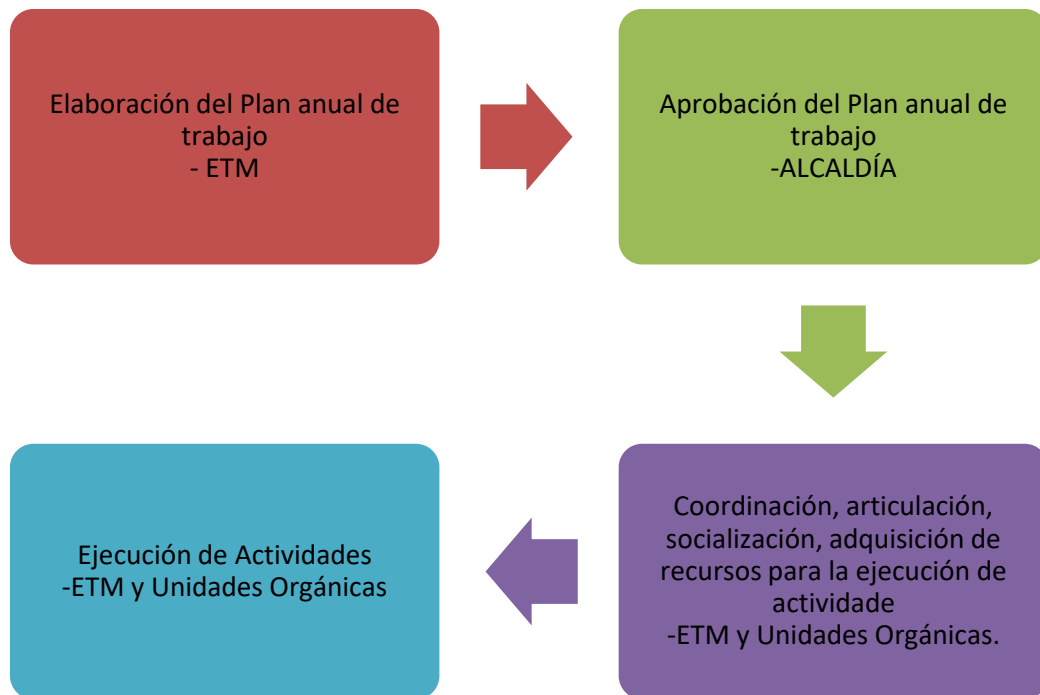 Elaboración del Plan anual de
trabajo
- ETM
Aprobación del Plan anual de
trabajo
-ALCALDÍA
Coordinación, articulación,
socialización, adquisición de
recursos para la ejecución de
actividade
-ETM y Unidades Orgánicas.
Ejecución de Actividades
-ETM y Unidades Orgánicas